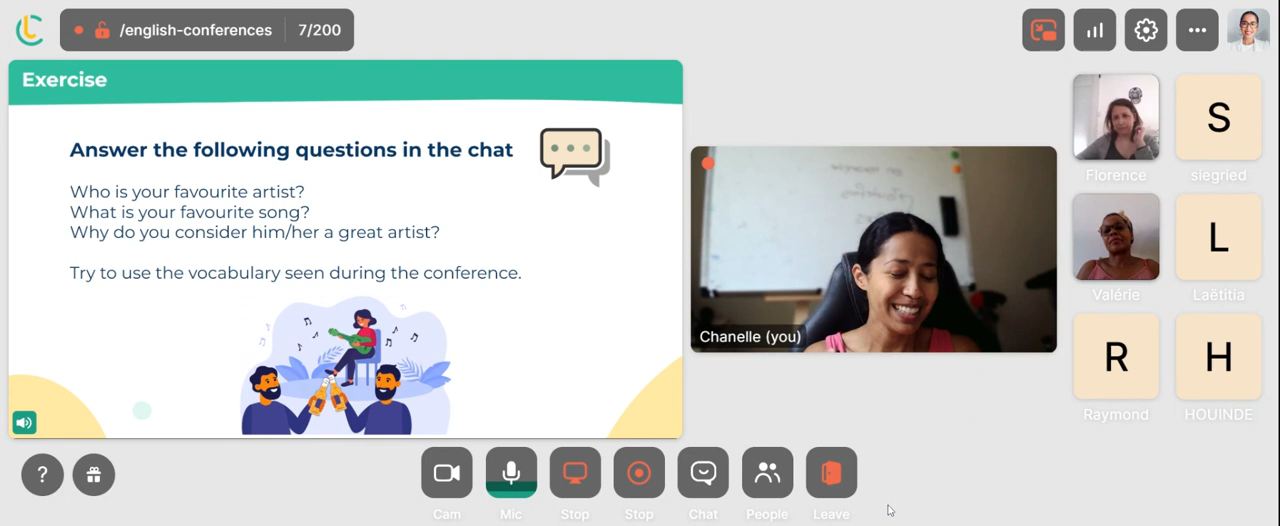 /english-conferences 7/200
Exercise
Answer the following questions in the chat
Who is your favourite artist?
What is your favourite song?
Why do you consider him/her a great artist?
Try to use the vocabulary seen during the conference.
Chanelle (you)
S
Florence siegried
L
Valérie Laëtitia
R H
Raymond HOUINDE
?
Cam Mic Stop Stop Chat People Leave